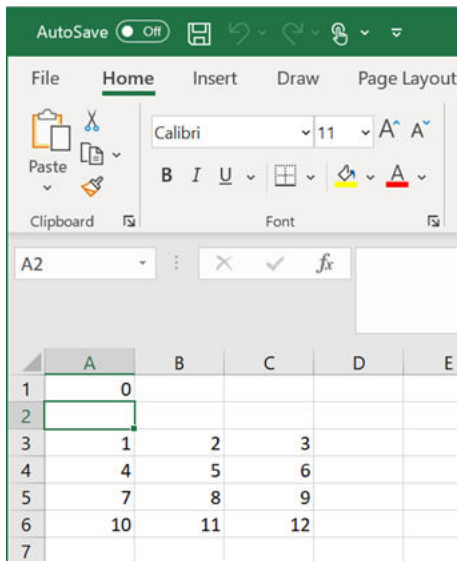 AutoSave Off
File Home Insert Draw Page Layout
Calibri 11 A A
Paste B I U A
Clipboard Font
A2 fx
A B C D E
1 0
2
3 1 2 3
4 4 5 6
5 7 8 9
6 10 11 12
7